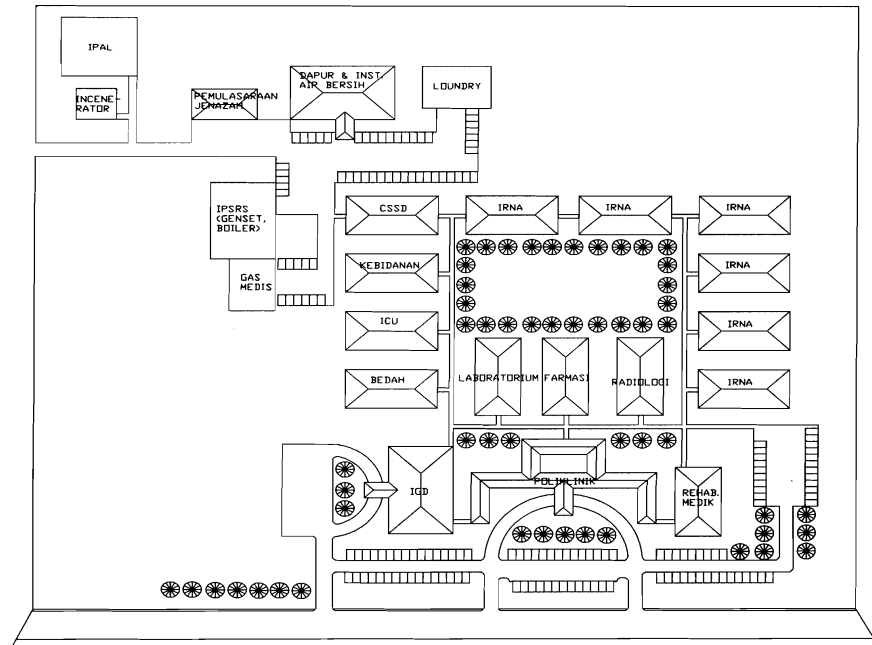 IPAL
INCENE-
RATOR
PEMULASARAAN
JENAZAH
DAPUR & INST.
AIR BERSIH
LOUNDRY
IPSRS
(GENSET,
BOILER)
GAS
MEDIS
CSSD
IRNA
IRNA
IRNA
KEBIDANAN
IRNA
ICU
IRNA
BEDAH
LABORATORIUM
FARMASI
RADIOLOGI
IRNA
IGD
POLIKLINIK
REHAB.
MEDIK